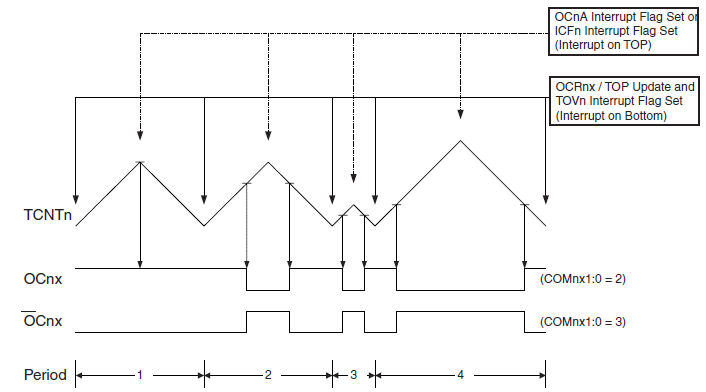 OCnA Interrupt Flag Set or
ICFn Interrupt Flag Set
(Interrupt on TOP)
OCRnx / TOP Update and
TOVn Interrupt Flag Set
(Interrupt on Bottom)
TCNTn
OCnx
(COMnx1:0 = 2)
OCnx
(COMnx1:0 = 3)
Period
1
2
3
4